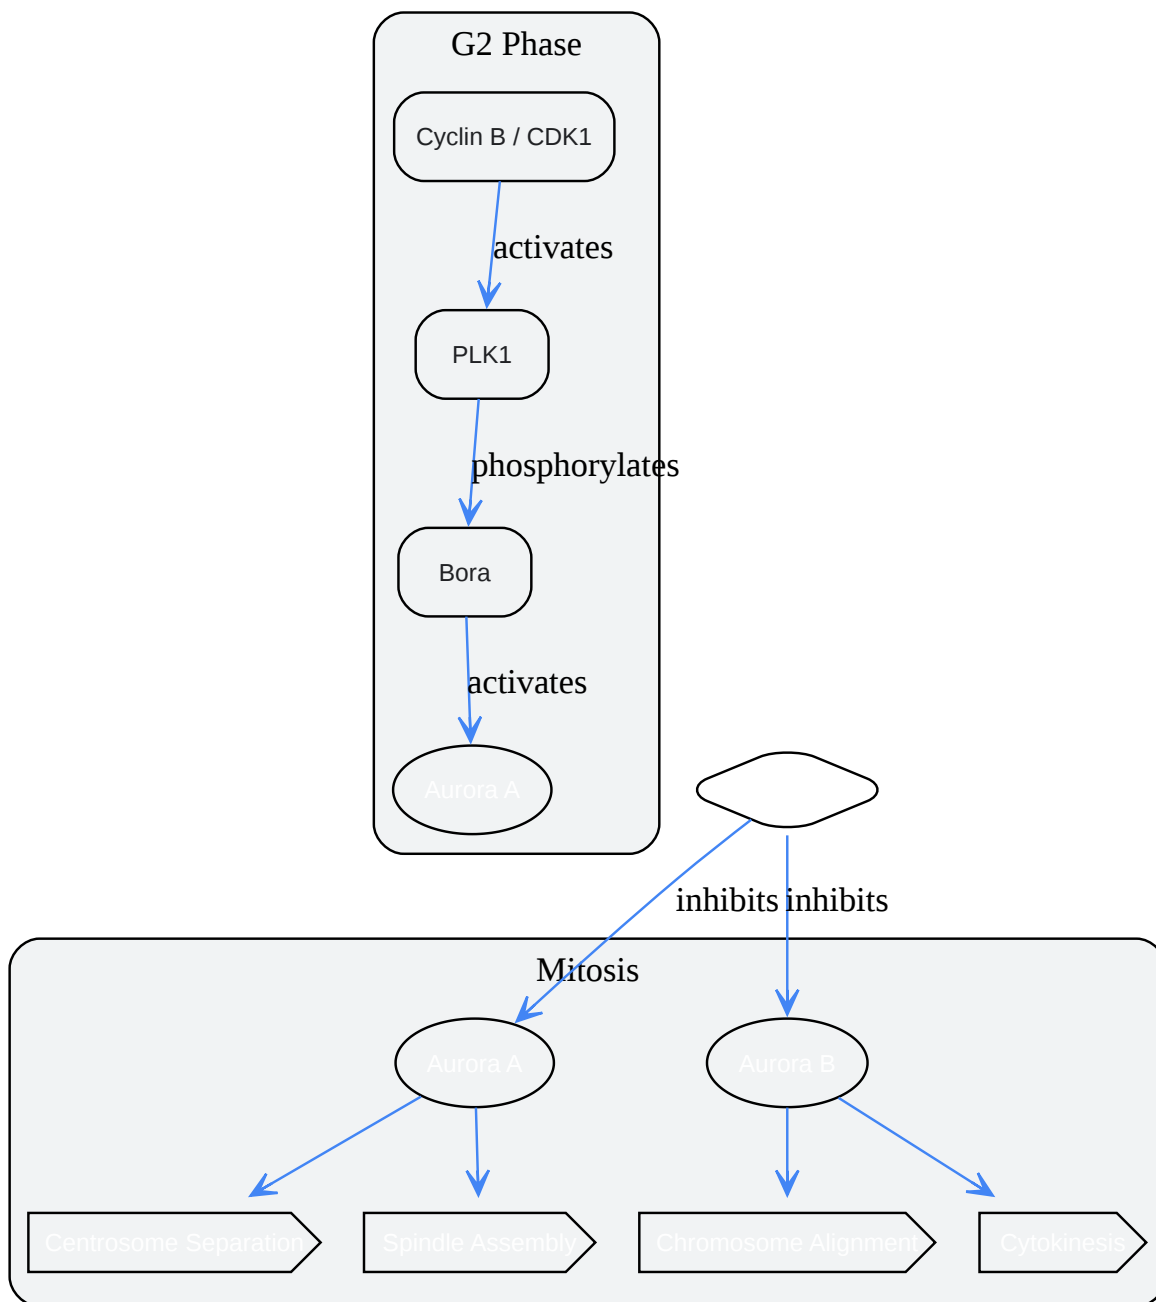 G2 Phase
Cyclin B / CDK1
activates
PLK1
phosphorylates
Bora
activates
Aurora A
inhibits inhibits
Mitosis
Aurora A
Aurora B
Centrosome Separation
Spindle Assembly
Chromosome Alignment
Cytokinesis